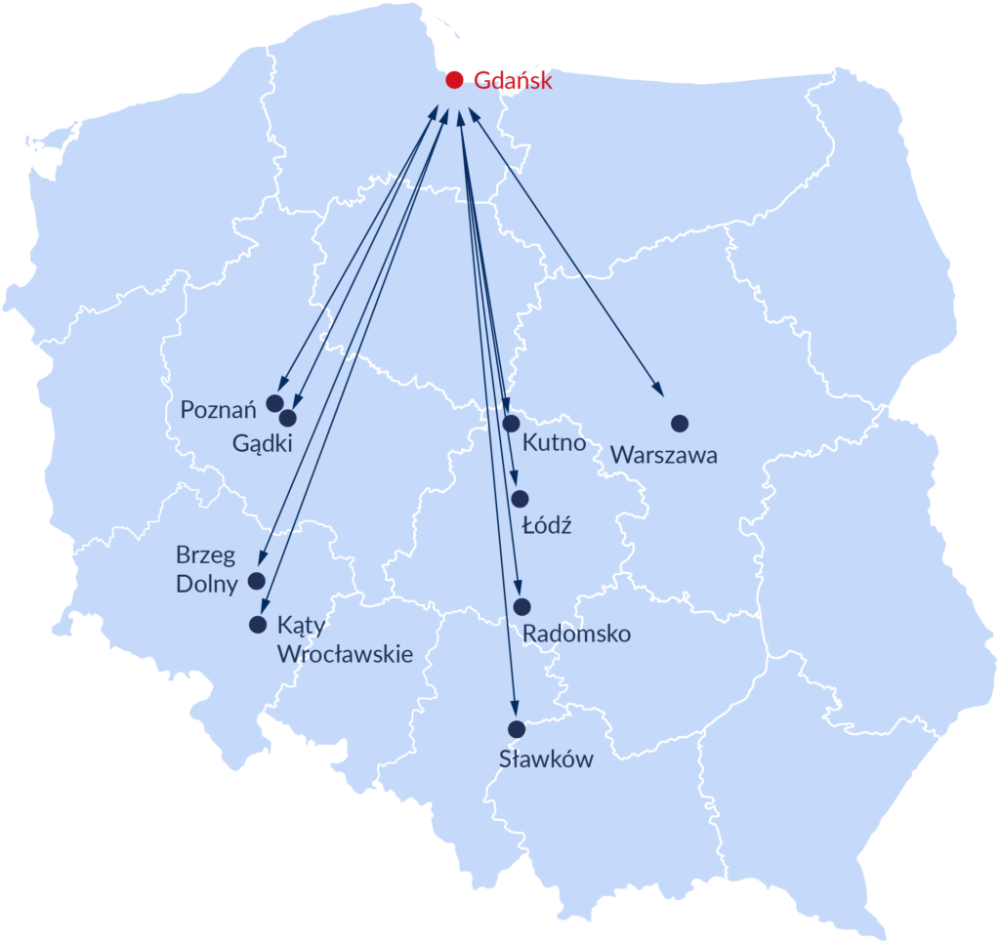 Gdańsk
Poznań
Gądki
Kutno
Warszawa
Łódź
Brzeg
Dolny
Kąty
Wrocławskie
Radomsko
Sławków